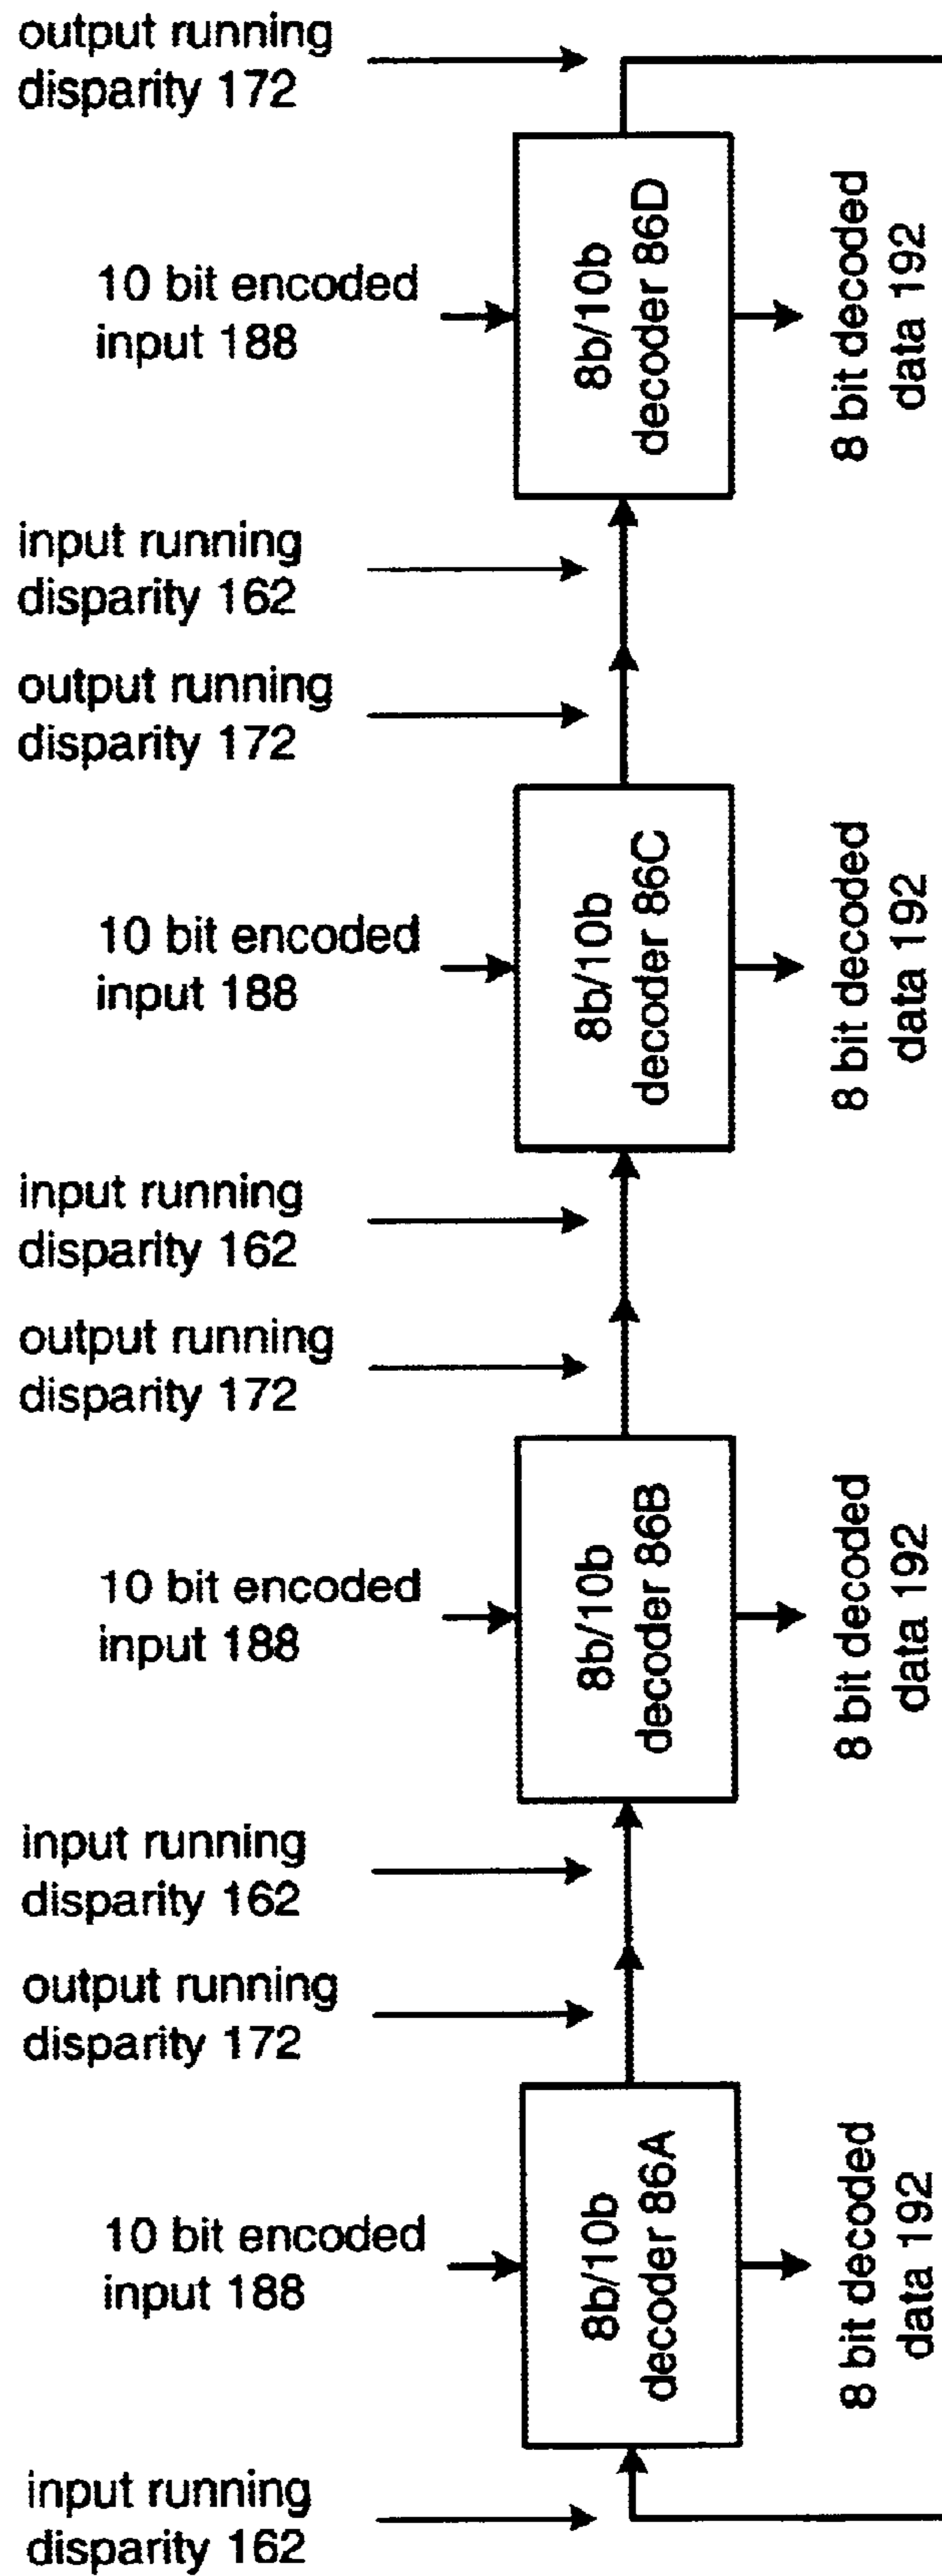 output running
disparity 172
10 bit encoded
input 188
8b/10b
decoder 86D
8 bit decoded
data 192
input running
disparity 162
output running
disparity 172
10 bit encoded
input 188
8b/10b
decoder 86C
8 bit decoded
data 192
input running
disparity 162
output running
disparity 172
10 bit encoded
input 188
8b/10b
decoder 86B
8 bit decoded
data 192
input running
disparity 162
output running
disparity 172
10 bit encoded
input 188
8b/10b
decoder 86A
8 bit decoded
data 192
input running
disparity 162